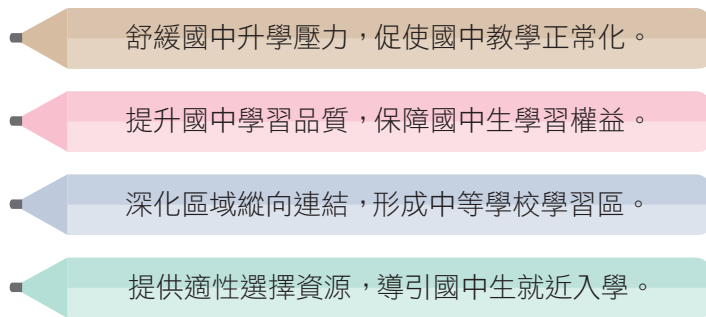 舒緩國中升學壓力，促使國中教學正常化。
提升國中學習品質，保障國中生學習權益。
深化區域縱向連結，形成中等學校學習區。
提供適性選擇資源，導引國中生就近入學。